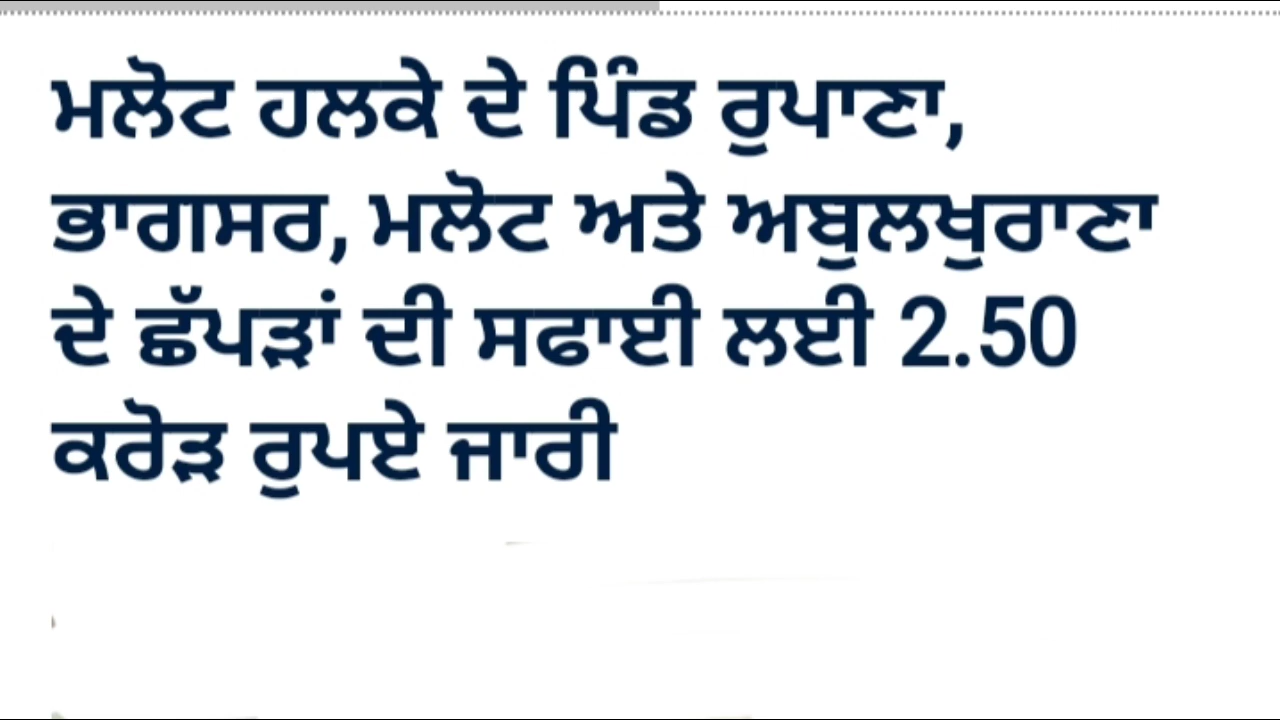 ਮਲੋਟ ਹਲਕੇ ਦੇ ਪਿੰਡ ਰੁਪਾਣਾ,
ਭਾਗਸਰ, ਮਲੋਟ ਅਤੇ ਅਬੁਲਖੁਰਾਣਾ
ਦੇ ਛੱਪੜਾਂ ਦੀ ਸਫਾਈ ਲਈ 2.50
ਕਰੋੜ ਰੁਪਏ ਜਾਰੀ